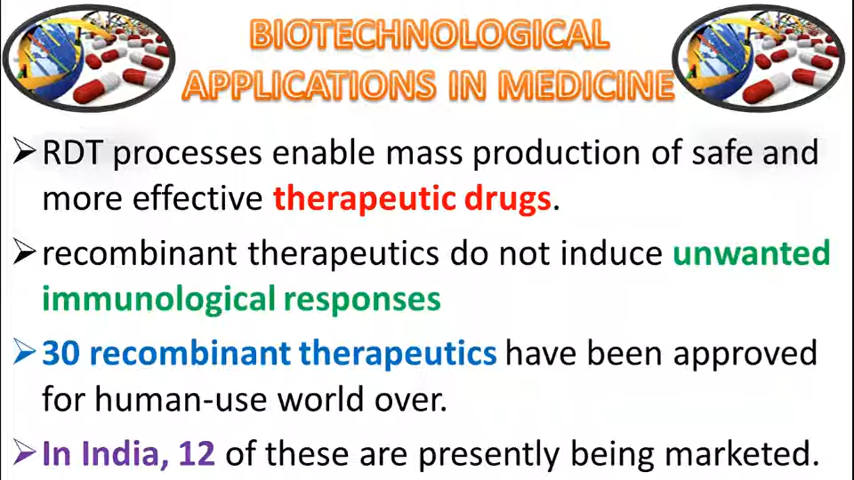 BIOTECHNOLOGICAL
APPLICATIONS IN MEDICINE
➢RDT processes enable mass production of safe and
more effective therapeutic drugs.
➢recombinant therapeutics do not induce unwanted
immunological responses
➢30 recombinant therapeutics have been approved
for human-use world over.
➢In India, 12 of these are presently being marketed.